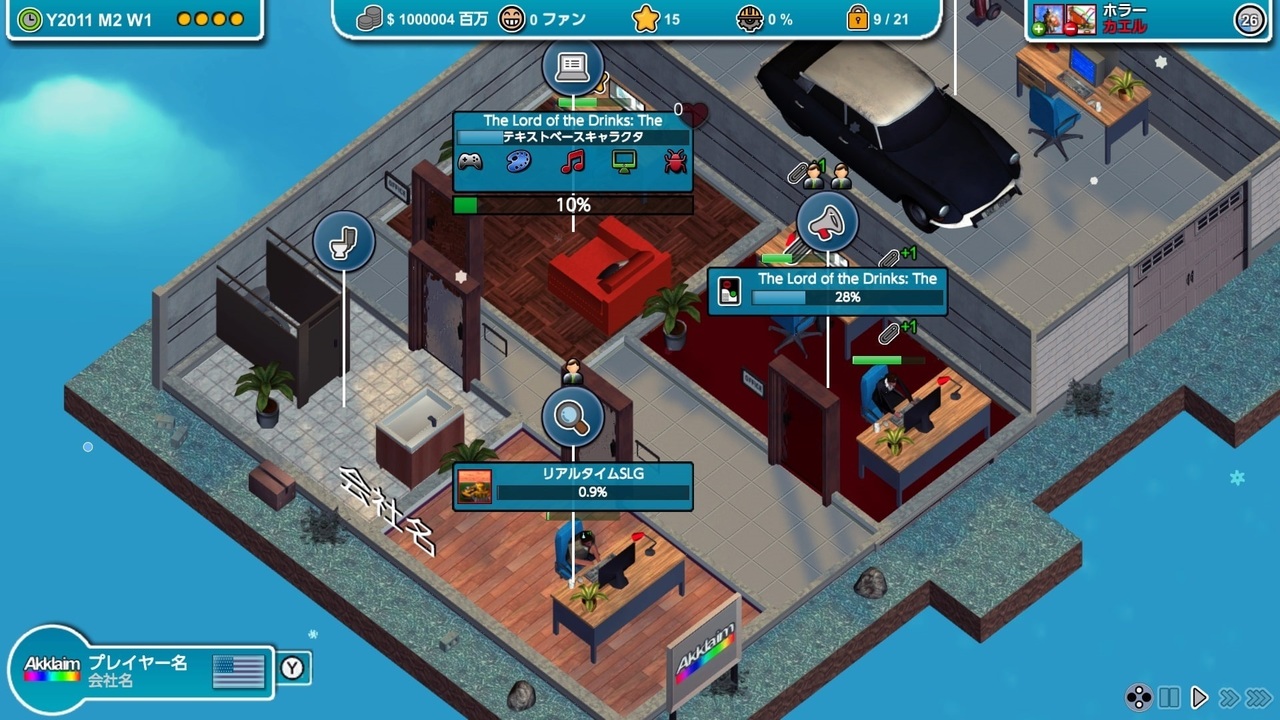 Y2011 M2 W1
$ 1000004 百万
0 ファン
15
0 %
9 / 21
ホラー
カエル
26
The Lord of the Drinks: The
テキストベースキャラクタ
10%
0
OFFICE
1
+1
The Lord of the Drinks: The
28%
+1
OFFICE
リアルタイムSLG
0.9%
会社名
Akklaim
Akklaim
プレイヤー名
会社名
Y